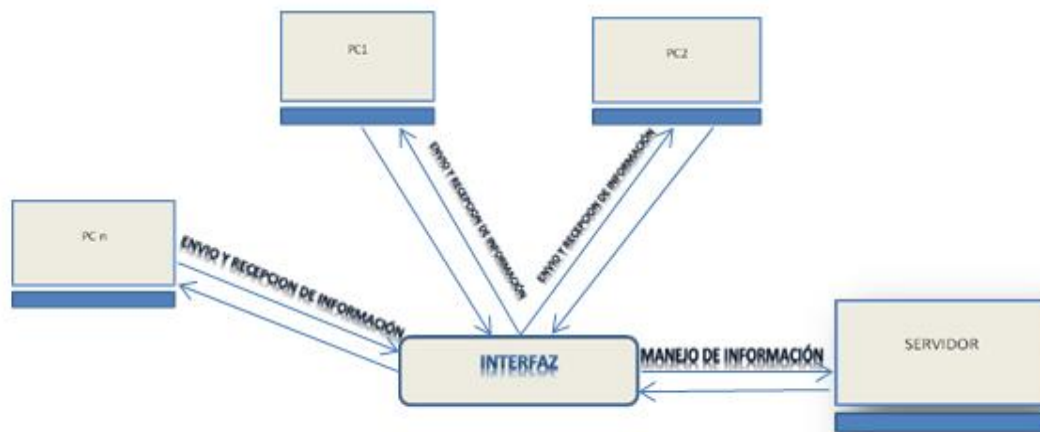 PC1
PC2
ENVIO Y RECEPCION DE INFORMACIÓN
ENVIO Y RECEPCION DE INFORMACIÓN
PC n
ENVIO Y RECEPCION DE INFORMACIÓN
INTERFAZ
MANEJO DE INFORMACIÓN
SERVIDOR